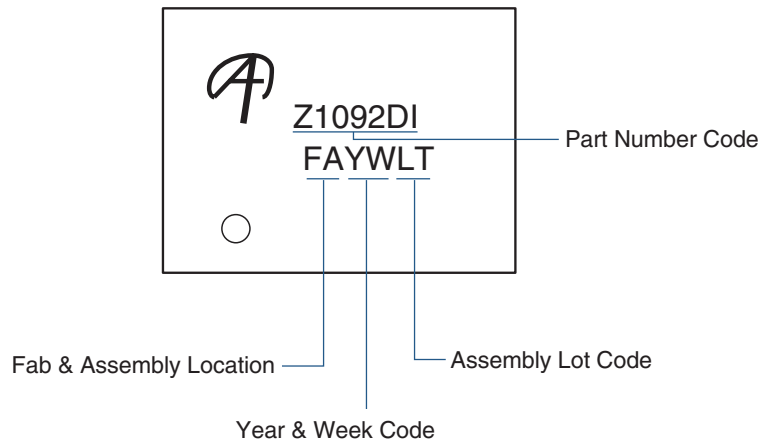 Z1092DI
Part Number Code
FAYWLT
Fab & Assembly Location
Assembly Lot Code
Year & Week Code